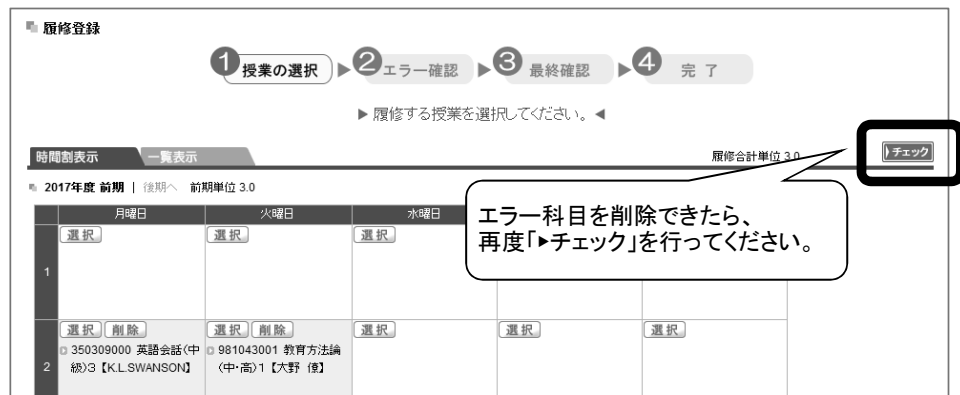 履修登録
1 授業の選択 ▶ 2 エラー確認 ▶ 3 最終確認 ▶ 4 完 了
▶ 履修する授業を選択してください。 ◀
時間割表示 一覧表示 履修合計単位 3.0 チェック
2017年度 前期 | 後期へ 前期単位 3.0
エラー科目を削除できたら、
再度「▶チェック」を行ってください。
月曜日 火曜日 水曜日
1 選択 選択 選択
2 選択 削除 選択 削除 選択 選択 選択
350309000 英語会話(中 981043001 教育方法論
級)3【K.L.SWANSON】 (中・高)1【大野 僚】